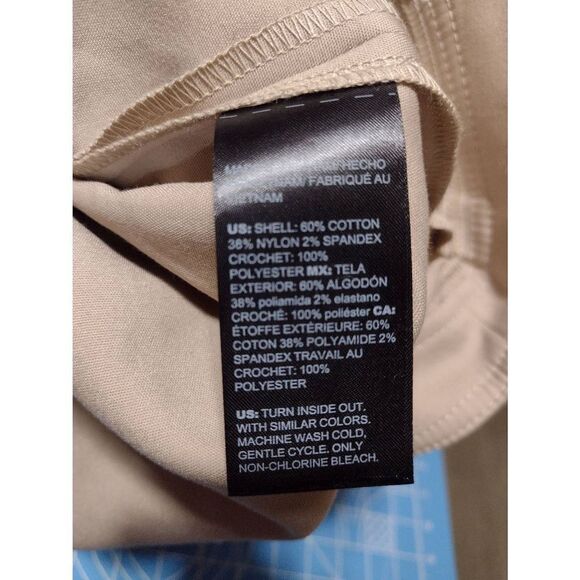 HECHO
FABRIQUÉ AU
VIETNAM
US: SHELL: 60% COTTON
38% NYLON 2% SPANDEX
CROCHET: 100%
POLYESTER MX: TELA
EXTERIOR: 60% ALGODÓN
38% poliamida 2% elastano
CROCHÉ: 100% poliéster CA:
ÉTOFFE EXTÉRIEURE: 60%
COTON 38% POLYAMIDE 2%
SPANDEX TRAVAIL AU
CROCHET: 100%
POLYESTER
US: TURN INSIDE OUT.
WITH SIMILAR COLORS.
MACHINE WASH COLD,
GENTLE CYCLE. ONLY
NON-CHLORINE BLEACH.